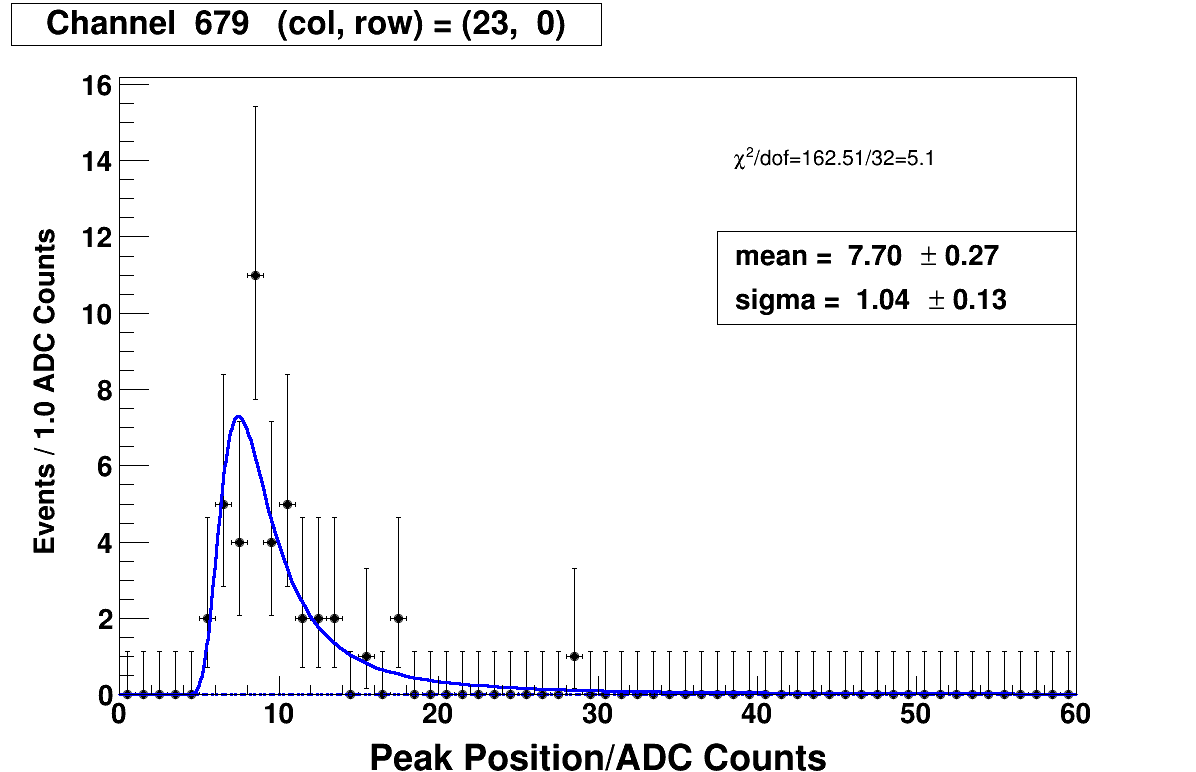 Channel 679 (col, row) = (23, 0)
Events / 1.0 ADC Counts
16
14
12
10
8
6
4
2
0
χ²/dof=162.51/32=5.1
mean = 7.70 ± 0.27
sigma = 1.04 ± 0.13
0 10 20 30 40 50 60
Peak Position/ADC Counts